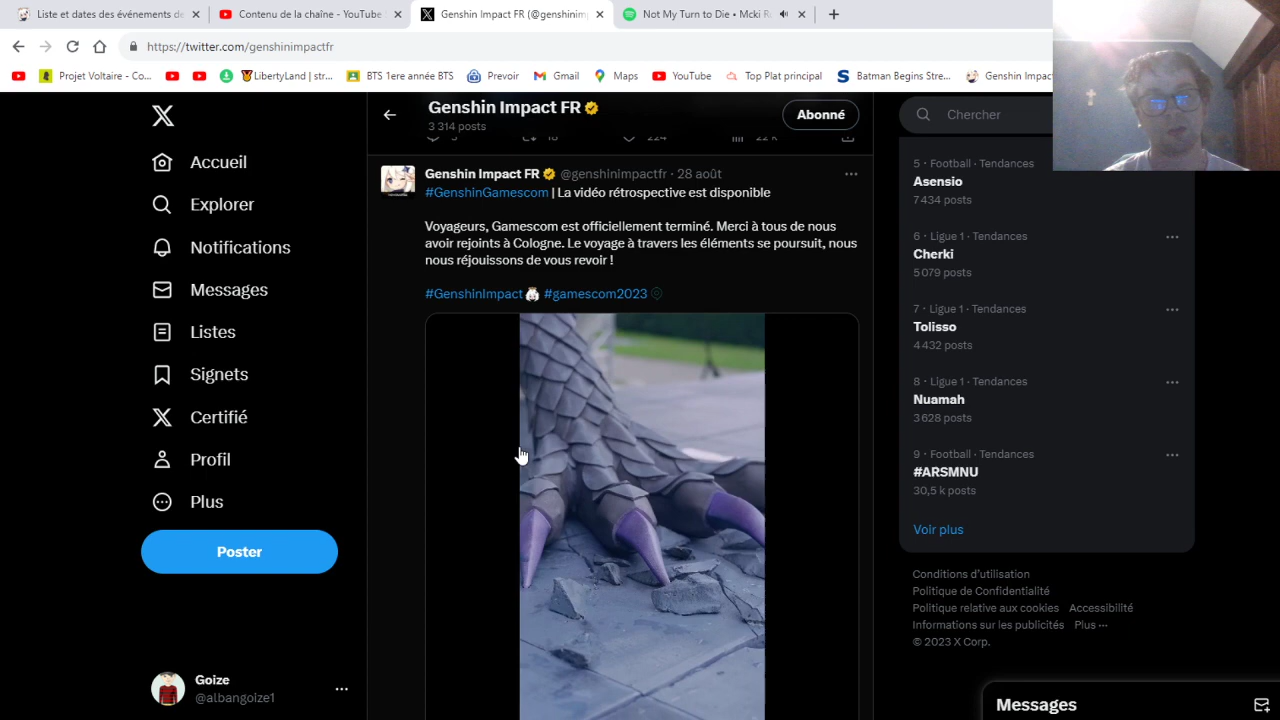 Liste et dates des événements de
Contenu de la chaîne - YouTube
Genshin Impact FR (@genshinim
Not My Turn to Die • Mcki R
https://twitter.com/genshinimpactfr
Projet Voltaire - Co...
LibertyLand | str...
BTS 1ere année BTS
Prevoir
Gmail
Maps
YouTube
Top Plat principal
Batman Begins Stre...
Genshin Impac
Accueil
Explorer
Notifications
Messages
Listes
Signets
Certifié
Profil
Plus
Poster
Goize
@albangoize1
Genshin Impact FR
3 314 posts
Abonné
Genshin Impact FR @genshinimpactfr · 28 août
#GenshinGamescom | La vidéo rétrospective est disponible
Voyageurs, Gamescom est officiellement terminé. Merci à tous de nous
avoir rejoints à Cologne. Le voyage à travers les éléments se poursuit, nous
nous réjouissons de vous revoir !
#GenshinImpact #gamescom2023
Chercher
5 · Football · Tendances
Asensio
7 434 posts
6 · Ligue 1 · Tendances
Cherki
5 079 posts
7 · Ligue 1 · Tendances
Tolisso
4 432 posts
8 · Ligue 1 · Tendances
Nuamah
3 628 posts
9 · Football · Tendances
#ARSMNU
30,5 k posts
Voir plus
Conditions d'utilisation
Politique de Confidentialité
Politique relative aux cookies Accessibilité
Informations sur les publicités Plus ···
© 2023 X Corp.
Messages